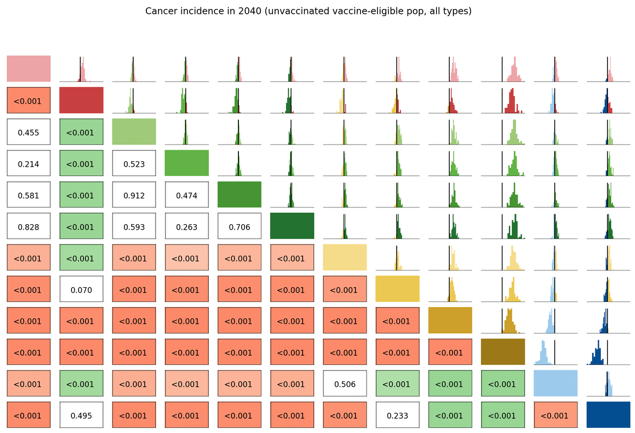 Cancer incidence in 2040 (unvaccinated vaccine-eligible pop, all types)
<0.001
0.455 <0.001
0.214 <0.001 0.523
0.581 <0.001 0.912 0.474
0.828 <0.001 0.593 0.263 0.706
<0.001 <0.001 <0.001 <0.001 <0.001 <0.001
<0.001 0.070 <0.001 <0.001 <0.001 <0.001 <0.001
<0.001 <0.001 <0.001 <0.001 <0.001 <0.001 <0.001 <0.001
<0.001 <0.001 <0.001 <0.001 <0.001 <0.001 <0.001 <0.001 <0.001
<0.001 <0.001 <0.001 <0.001 <0.001 <0.001 0.506 <0.001 <0.001 <0.001
<0.001 0.495 <0.001 <0.001 <0.001 <0.001 <0.001 0.233 <0.001 <0.001 <0.001